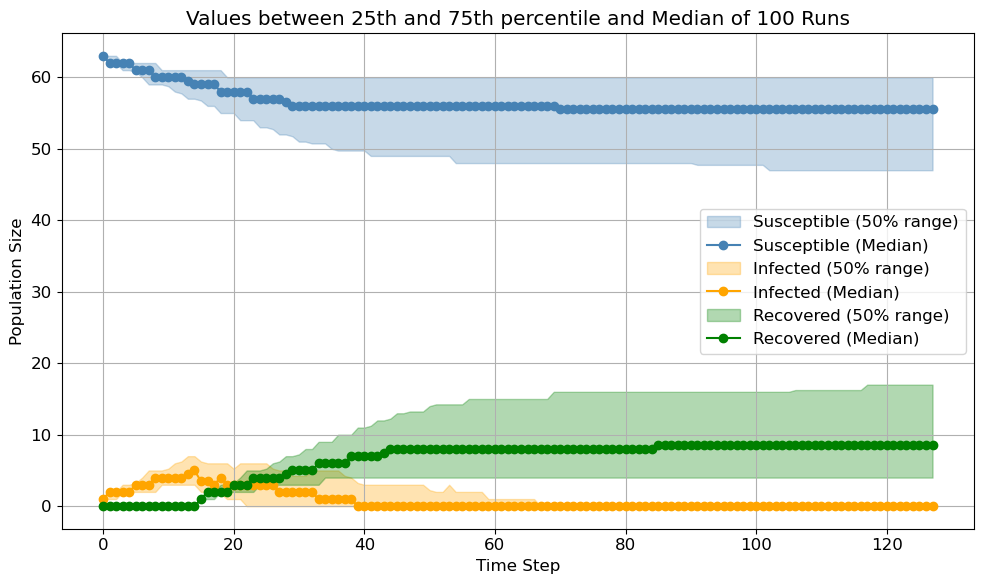 Values between 25th and 75th percentile and Median of 100 Runs
Population Size
60
50
40
30
20
10
0
Susceptible (50% range)
Susceptible (Median)
Infected (50% range)
Infected (Median)
Recovered (50% range)
Recovered (Median)
0 20 40 60 80 100 120
Time Step